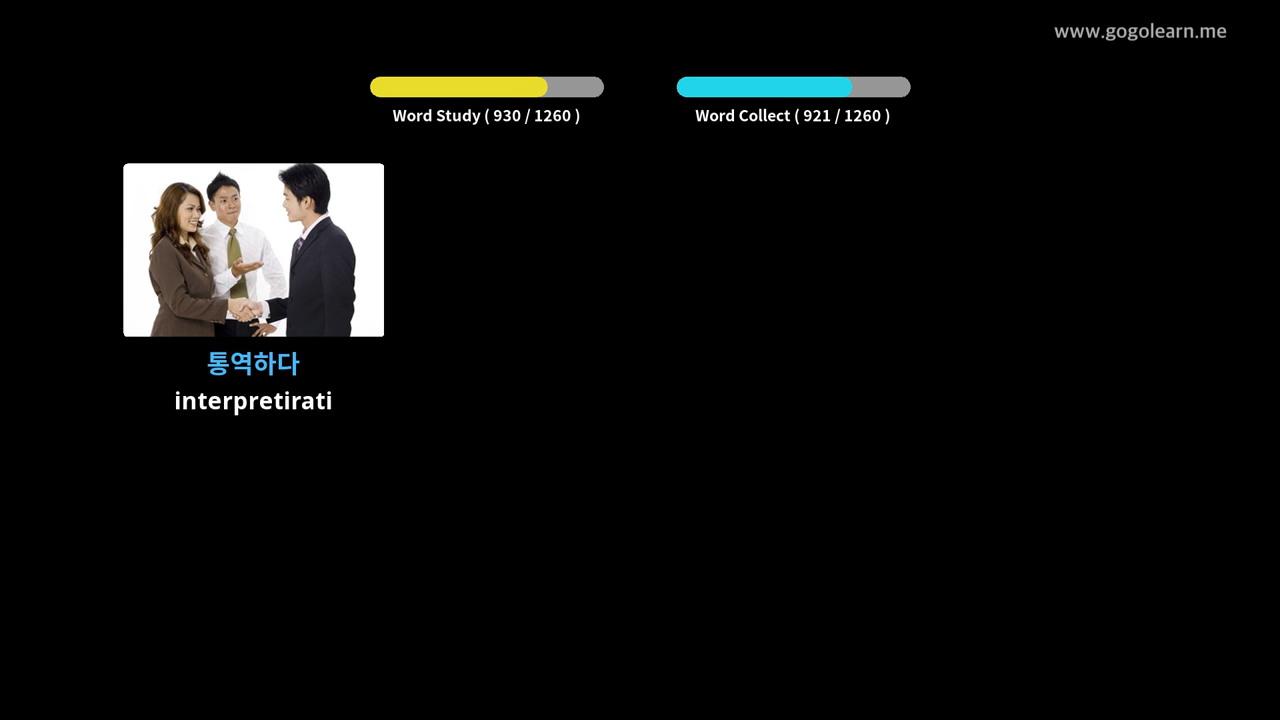 www.gogolearn.me
Word Study ( 930 / 1260 )
Word Collect ( 921 / 1260 )
통역하다
interpretirati